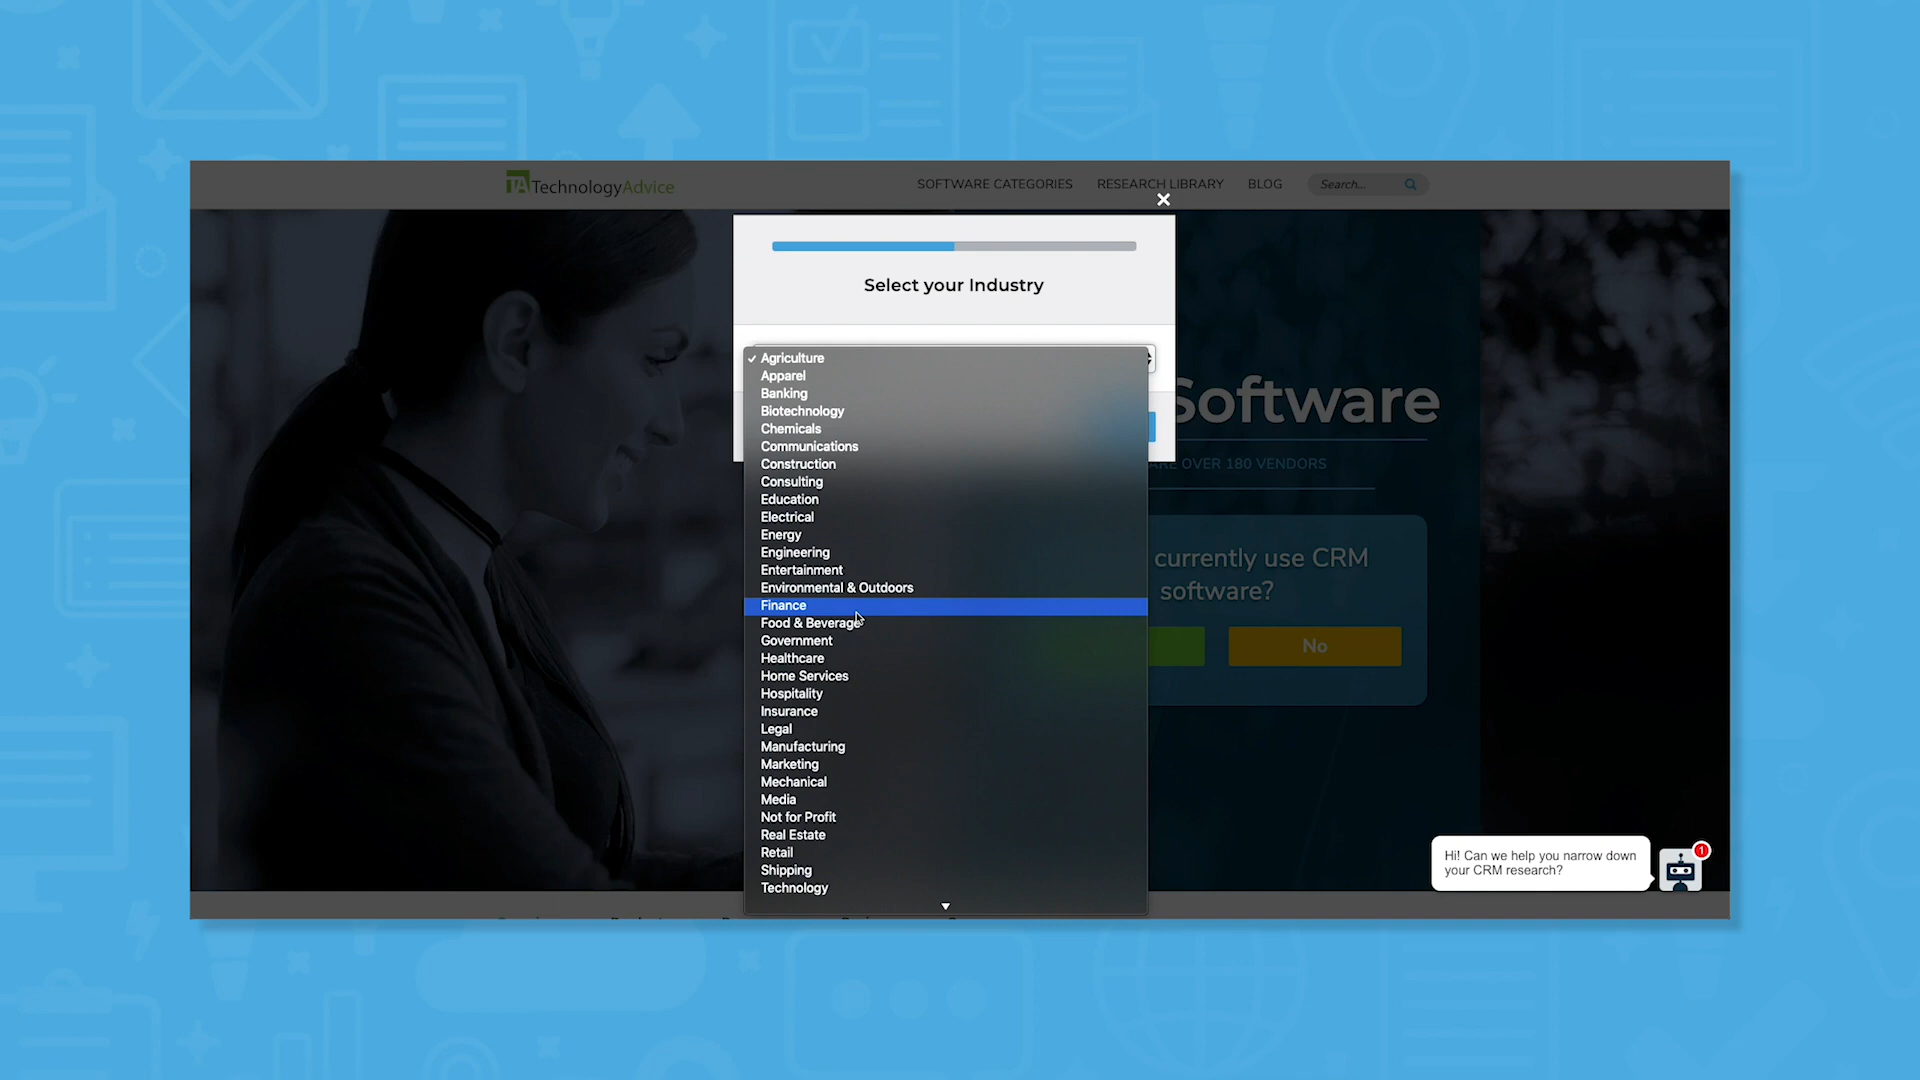 TA TechnologyAdvice
SOFTWARE CATEGORIES
RESEARCH LIBRARY
BLOG
Search...
Select your Industry
✓ Agriculture
Apparel
Banking
Biotechnology
Chemicals
Communications
Construction
Consulting
Education
Electrical
Energy
Engineering
Entertainment
Environmental & Outdoors
Finance
Food & Beverage
Government
Healthcare
Home Services
Hospitality
Insurance
Legal
Manufacturing
Marketing
Mechanical
Media
Not for Profit
Real Estate
Retail
Shipping
Technology
Software
OVER 180 VENDORS
currently use CRM
software?
No
Hi! Can we help you narrow down
your CRM research?
1